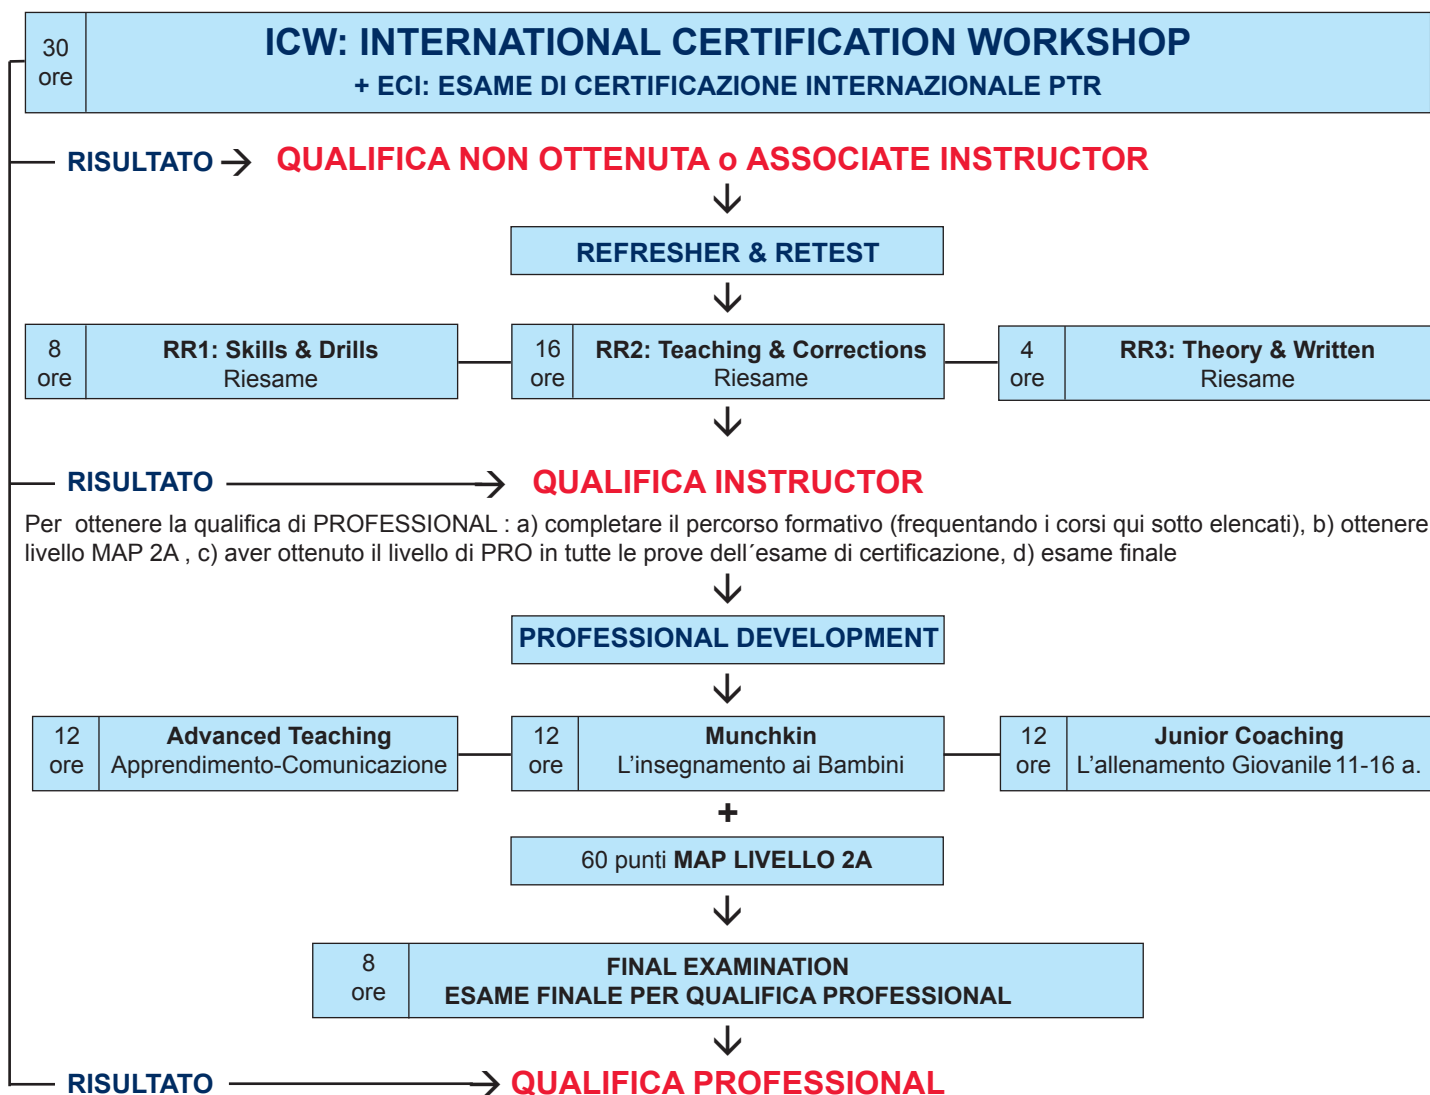 30
ore
ICW: INTERNATIONAL CERTIFICATION WORKSHOP
+ ECI: ESAME DI CERTIFICAZIONE INTERNAZIONALE PTR
RISULTATO → QUALIFICA NON OTTENUTA o ASSOCIATE INSTRUCTOR
REFRESHER & RETEST
8
ore
RR1: Skills & Drills
Riesame
16
ore
RR2: Teaching & Corrections
Riesame
4
ore
RR3: Theory & Written
Riesame
RISULTATO → QUALIFICA INSTRUCTOR
Per ottenere la qualifica di PROFESSIONAL : a) completare il percorso formativo (frequentando i corsi qui sotto elencati), b) ottenere
livello MAP 2A , c) aver ottenuto il livello di PRO in tutte le prove dell´esame di certificazione, d) esame finale
PROFESSIONAL DEVELOPMENT
12
ore
Advanced Teaching
Apprendimento-Comunicazione
12
ore
Munchkin
L'insegnamento ai Bambini
12
ore
Junior Coaching
L'allenamento Giovanile 11-16 a.
+
60 punti MAP LIVELLO 2A
8
ore
FINAL EXAMINATION
ESAME FINALE PER QUALIFICA PROFESSIONAL
RISULTATO → QUALIFICA PROFESSIONAL